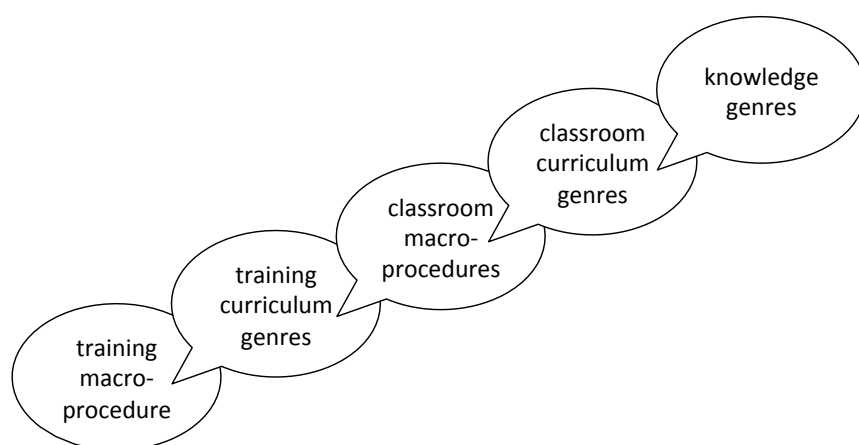 knowledge
genres
classroom
curriculum
genres
classroom
macro-
procedures
training
curriculum
genres
training
macro-
procedure